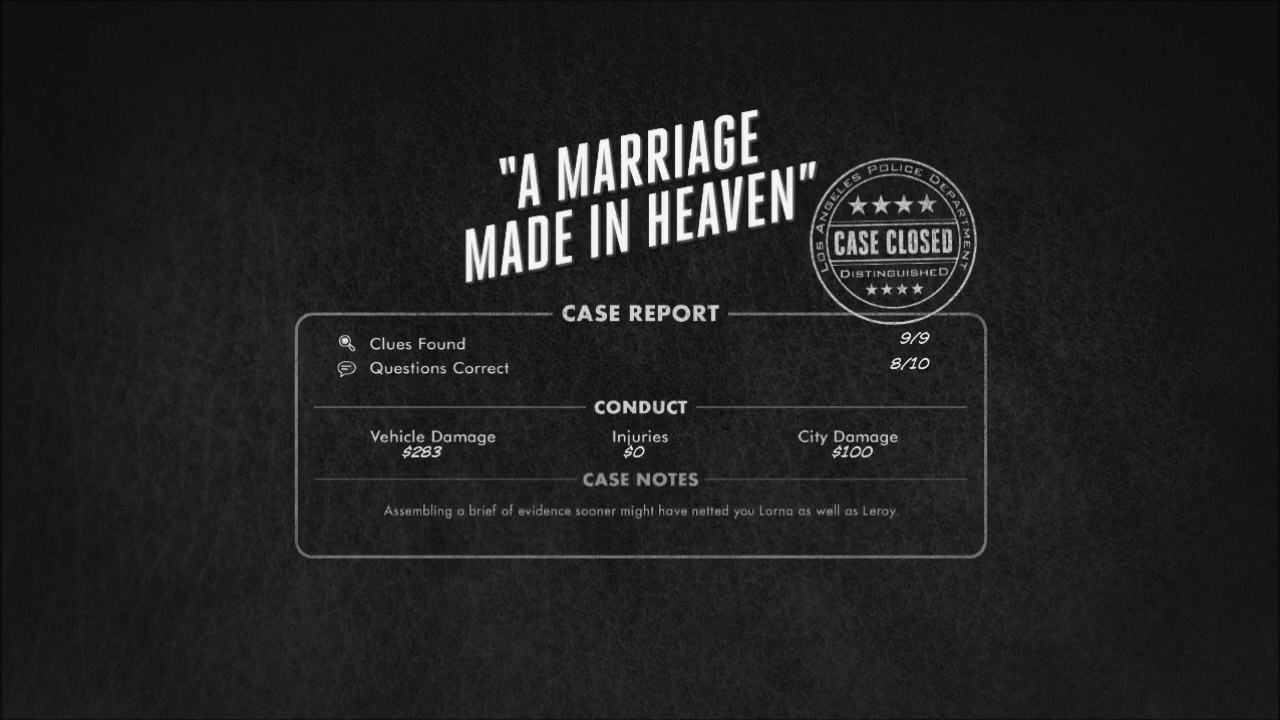 "A MARRIAGE
MADE IN HEAVEN"
LOS ANGELES POLICE DEPARTMENT
CASE CLOSED
DISTINGUISHED
CASE REPORT
Clues Found 9/9
Questions Correct 8/10
CONDUCT
Vehicle Damage Injuries City Damage
$283 $0 $100
CASE NOTES
Assembling a brief of evidence sooner might have netted you Lorna as well as Leroy.